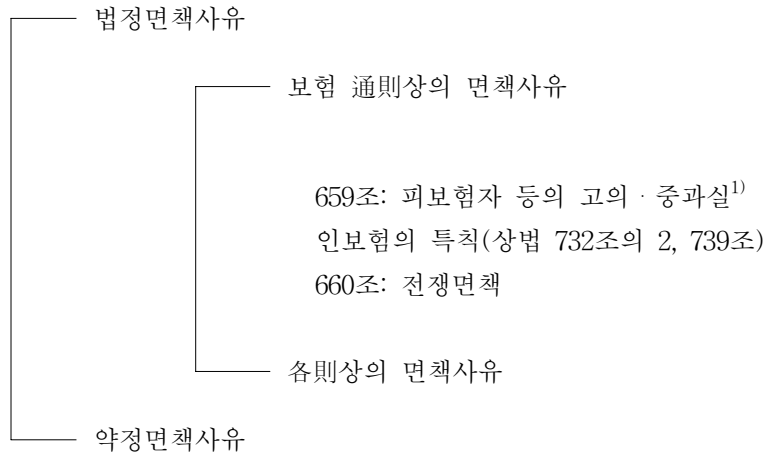 법정면책사유
보험 通則상의 면책사유
659조: 피보험자 등의 고의·중과실1)
인보험의 특칙(상법 732조의 2, 739조)
660조: 전쟁면책
各則상의 면책사유
약정면책사유